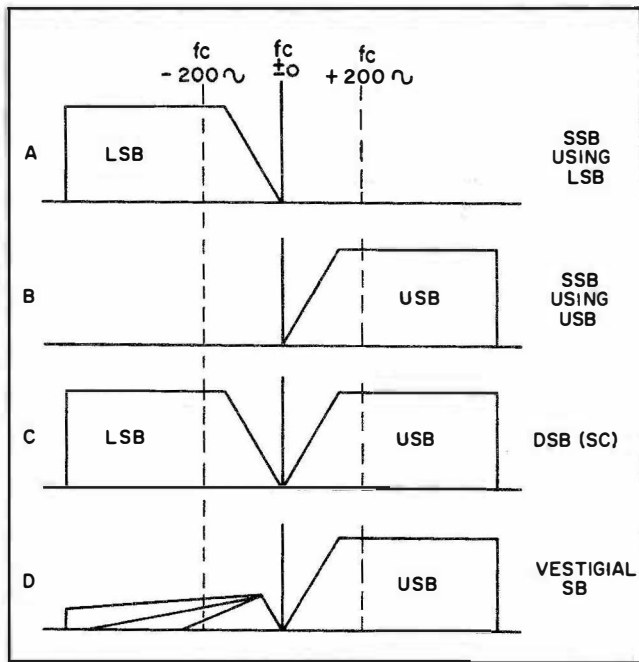 fc
- 200 ∿
fc
±0
fc
+ 200 ∿
A
LSB
SSB
USING
LSB
B
USB
SSB
USING
USB
C
LSB
USB
DSB (SC)
D
USB
VESTIGIAL
SB